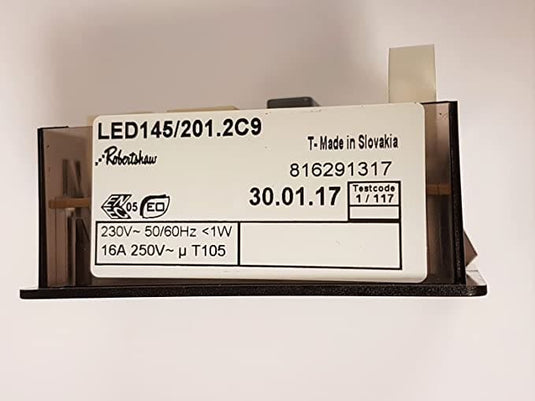 LED145/201.2C9
Robertshaw
T- Made in Slovakia
816291317
30.01.17
Testcode
1 / 117
05
230V~ 50/60Hz <1W
16A 250V~ µ T105